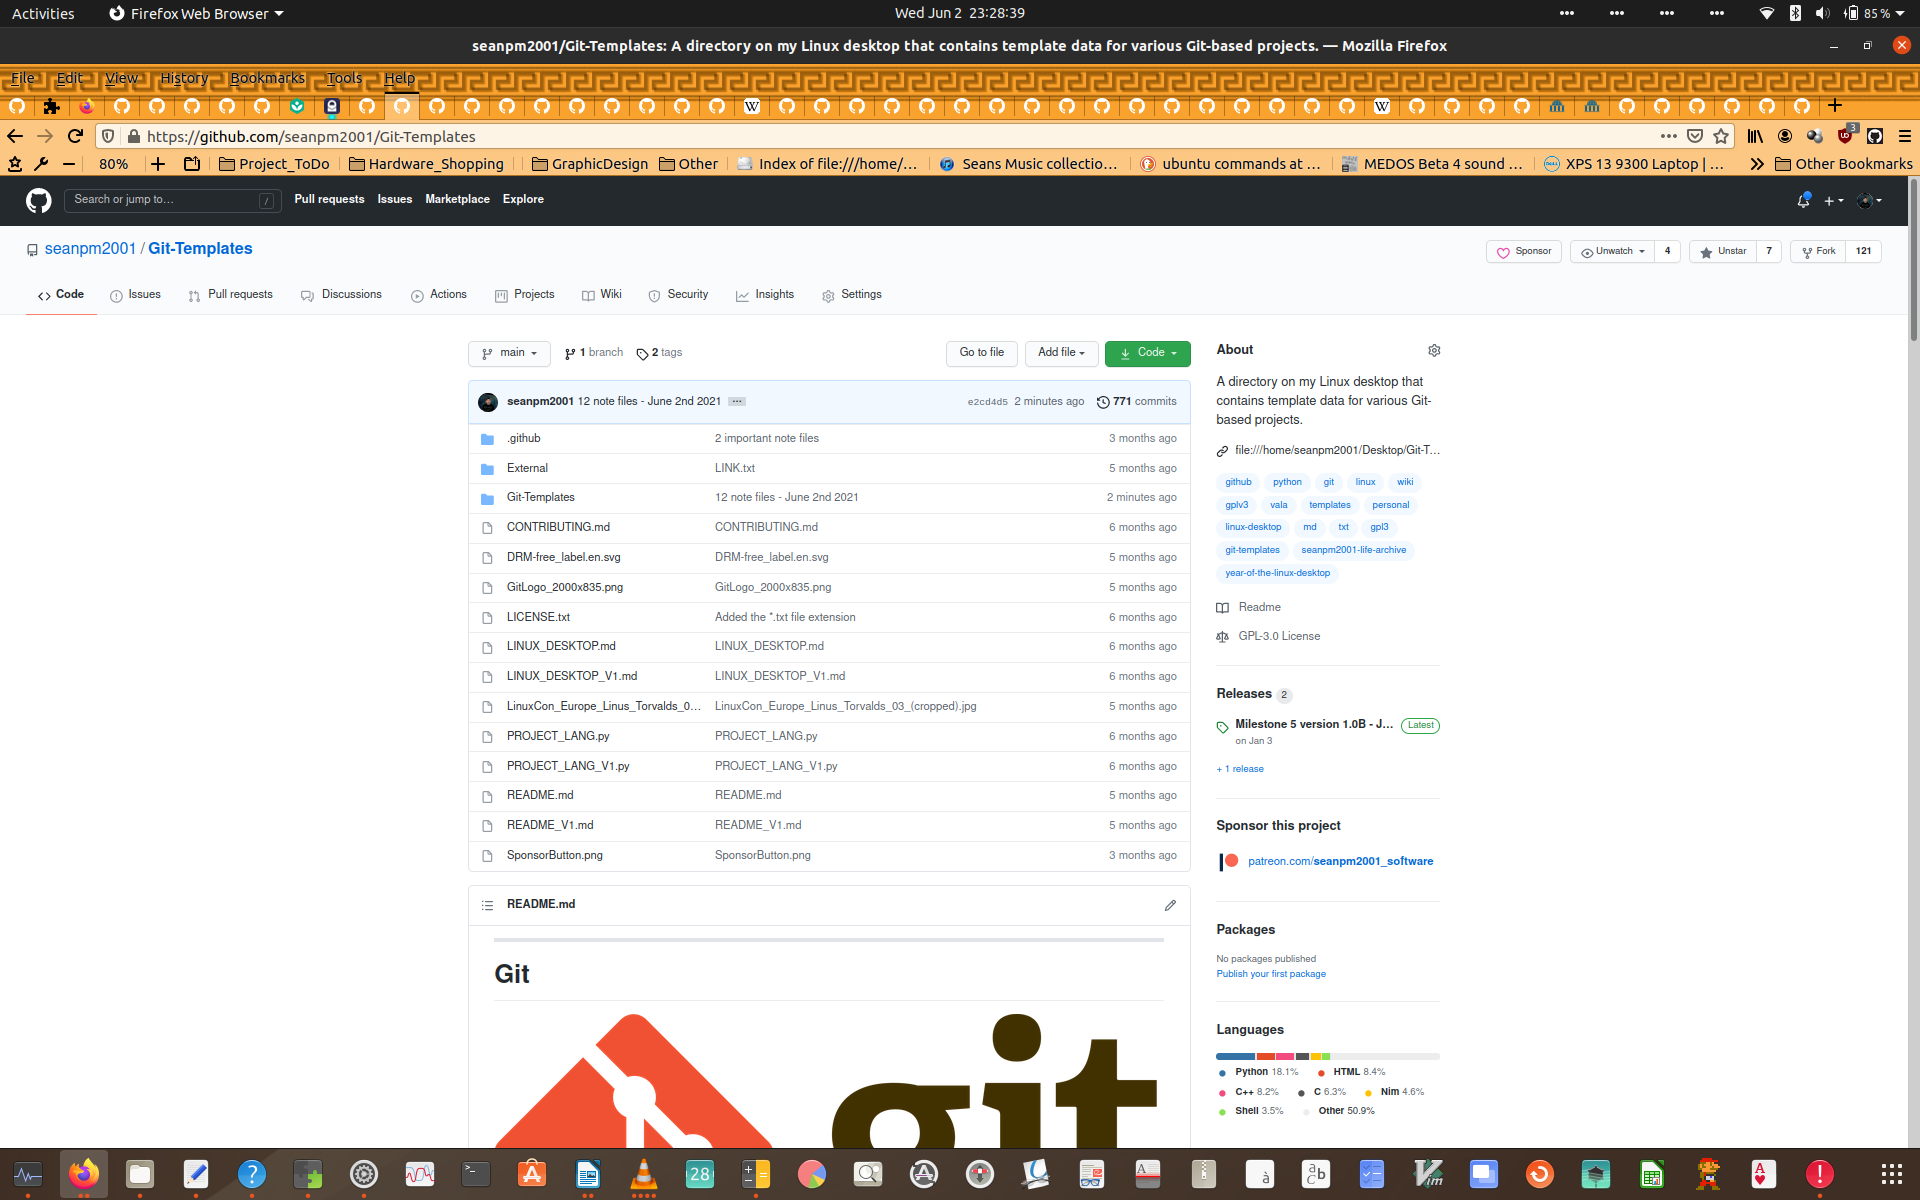 Activities
Firefox Web Browser
Wed Jun 2 23:28:39
85 %
seanpm2001/Git-Templates: A directory on my Linux desktop that contains template data for various Git-based projects. — Mozilla Firefox
File Edit View History Bookmarks Tools Help
https://github.com/seanpm2001/Git-Templates
3
80%
Project_ToDo
Hardware_Shopping
GraphicDesign
Other
Index of file:///home/...
Seans Music collectio...
ubuntu commands at ...
MEDOS Beta 4 sound ...
XPS 13 9300 Laptop | ...
Other Bookmarks
Search or jump to... /
Pull requests Issues Marketplace Explore
seanpm2001 / Git-Templates
Sponsor
Unwatch 4
Unstar 7
Fork 121
Code Issues Pull requests Discussions Actions Projects Wiki Security Insights Settings
main 1 branch 2 tags
Go to file Add file Code
seanpm2001 12 note files - June 2nd 2021 ... e2cd4d5 2 minutes ago 771 commits
.github 2 important note files 3 months ago
External LINK.txt 5 months ago
Git-Templates 12 note files - June 2nd 2021 2 minutes ago
CONTRIBUTING.md CONTRIBUTING.md 6 months ago
DRM-free_label.en.svg DRM-free_label.en.svg 5 months ago
GitLogo_2000x835.png GitLogo_2000x835.png 5 months ago
LICENSE.txt Added the *.txt file extension 6 months ago
LINUX_DESKTOP.md LINUX_DESKTOP.md 6 months ago
LINUX_DESKTOP_V1.md LINUX_DESKTOP_V1.md 6 months ago
LinuxCon_Europe_Linus_Torvalds_0... LinuxCon_Europe_Linus_Torvalds_03_(cropped).jpg 5 months ago
PROJECT_LANG.py PROJECT_LANG.py 6 months ago
PROJECT_LANG_V1.py PROJECT_LANG_V1.py 6 months ago
README.md README.md 5 months ago
README_V1.md README_V1.md 5 months ago
SponsorButton.png SponsorButton.png 3 months ago
README.md
Git
git
About
A directory on my Linux desktop that
contains template data for various Git-
based projects.
file:///home/seanpm2001/Desktop/Git-T...
github python git linux wiki
gplv3 vala templates personal
linux-desktop md txt gpl3
git-templates seanpm2001-life-archive
year-of-the-linux-desktop
Readme
GPL-3.0 License
Releases 2
Milestone 5 version 1.0B - J... Latest
on Jan 3
+ 1 release
Sponsor this project
patreon.com/seanpm2001_software
Packages
No packages published
Publish your first package
Languages
Python 18.1% HTML 8.4%
C++ 8.2% C 6.3% Nim 4.6%
Shell 3.5% Other 50.9%
28